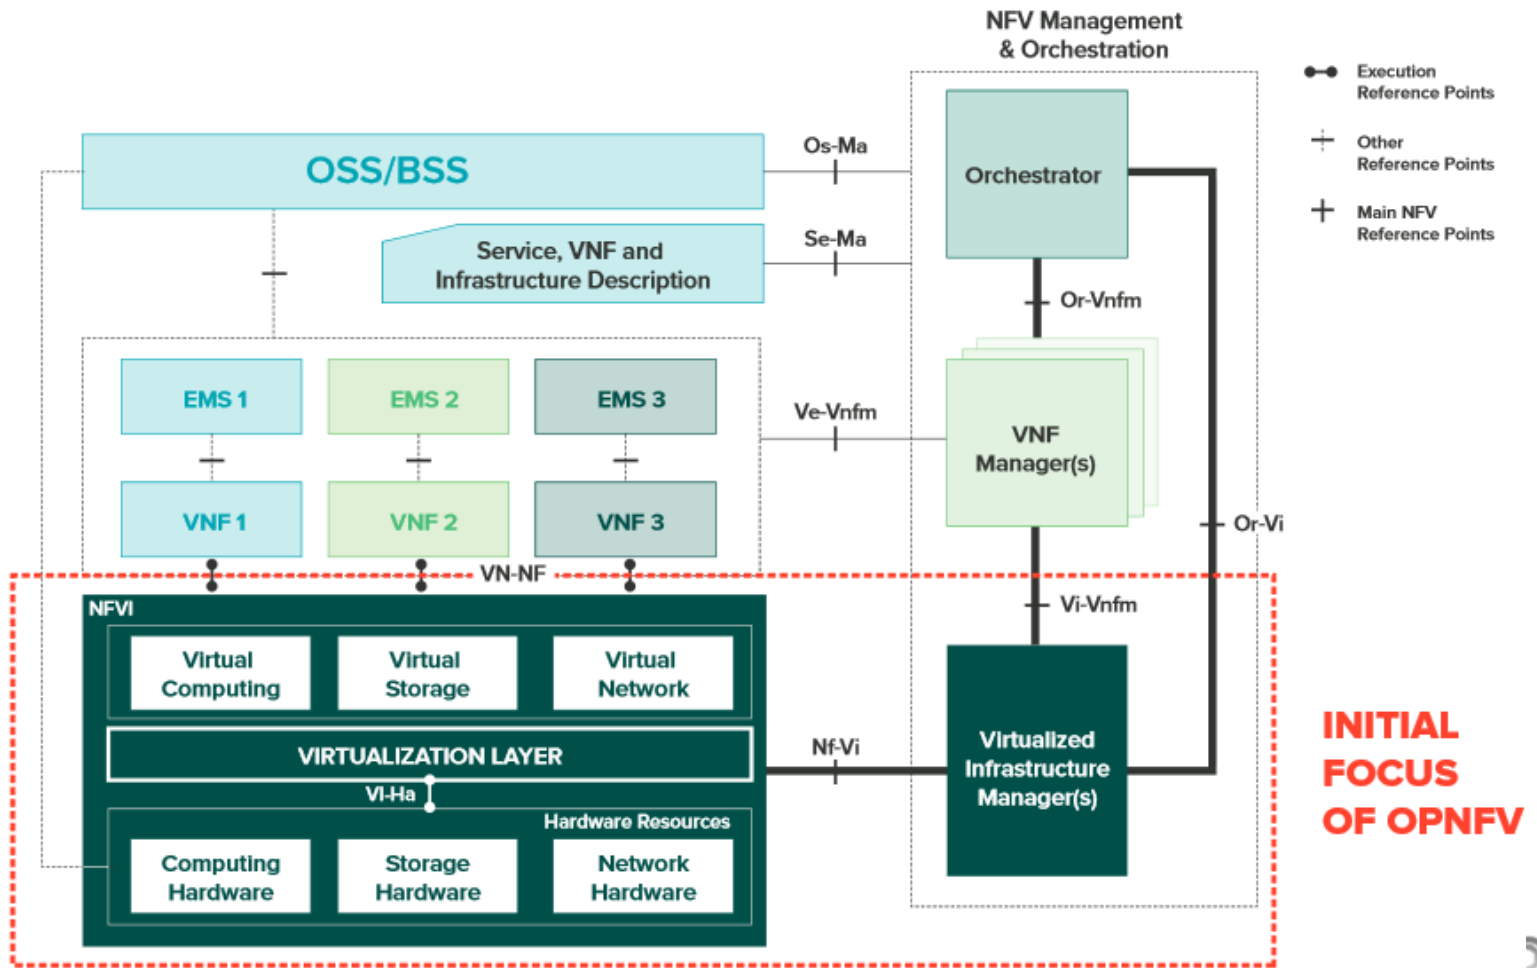 NFV Management
& Orchestration
Execution
Reference Points
Other
Reference Points
Main NFV
Reference Points
OSS/BSS
Os-Ma
Orchestrator
Service, VNF and
Infrastructure Description
Se-Ma
Or-Vnfm
EMS 1
EMS 2
EMS 3
Ve-Vnfm
VNF
Manager(s)
VNF 1
VNF 2
VNF 3
Or-Vi
VN-NF
Vi-Vnfm
NFVI
Virtual
Computing
Virtual
Storage
Virtual
Network
VIRTUALIZATION LAYER
Nf-Vi
Virtualized
Infrastructure
Manager(s)
VI-Ha
Hardware Resources
Computing
Hardware
Storage
Hardware
Network
Hardware
INITIAL
FOCUS
OF OPNFV